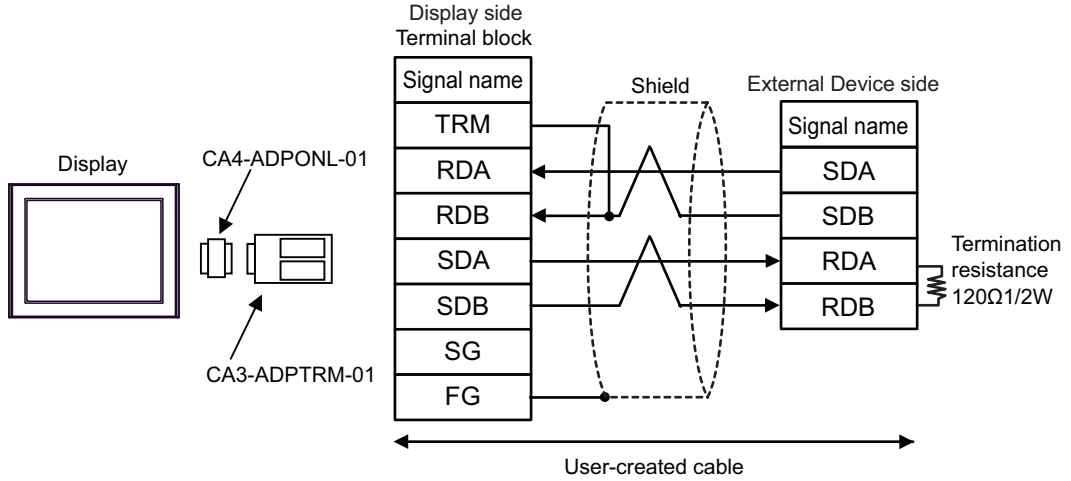 Display
CA4-ADPONL-01
CA3-ADPTRM-01
Display side
Terminal block
Signal name
TRM
RDA
RDB
SDA
SDB
SG
FG
Shield
External Device side
Signal name
SDA
SDB
RDA
RDB
Termination
resistance
120Ω1/2W
User-created cable